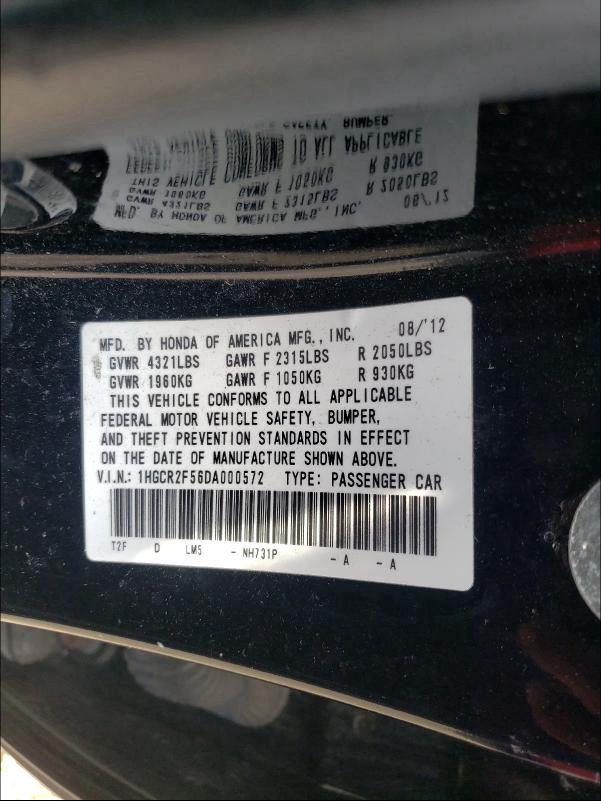 MFD. BY HONDA OF AMERICA MFG., INC. 08/'12
GVWR 4321LBS GAWR F 2315LBS R 2050LBS
GVWR 1960KG GAWR F 1050KG R 930KG
THIS VEHICLE CONFORMS TO ALL APPLICABLE
FEDERAL MOTOR VEHICLE SAFETY, BUMPER,
AND THEFT PREVENTION STANDARDS IN EFFECT
ON THE DATE OF MANUFACTURE SHOWN ABOVE.
V.I.N.: 1HGCR2F56DA000572 TYPE: PASSENGER CAR
T2F D LM5 - NH731P - A - A